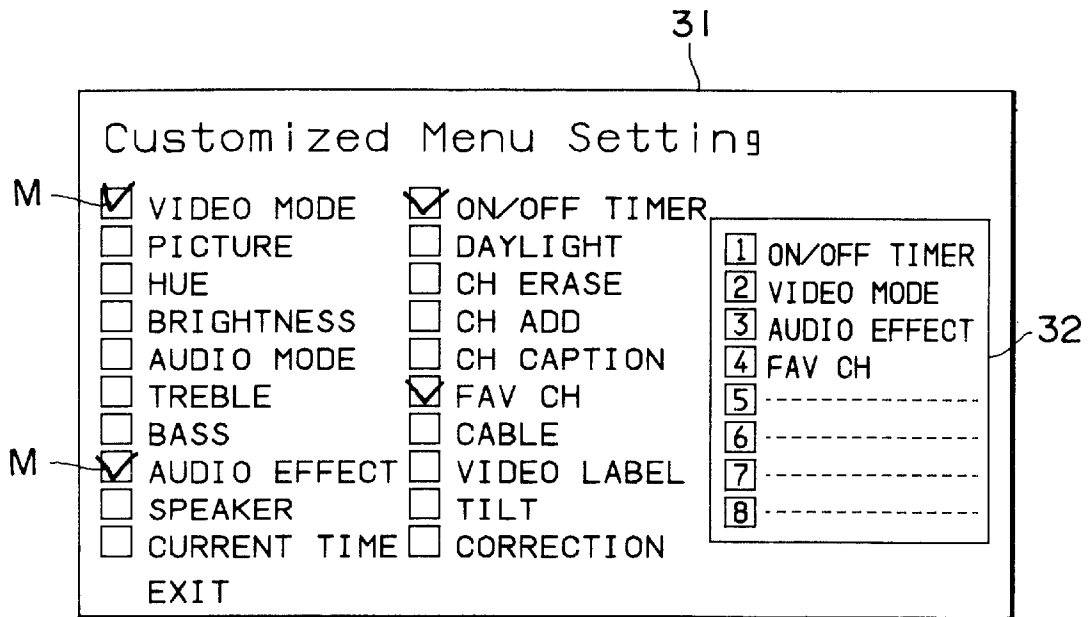 31
Customized Menu Setting
M
VIDEO MODE
PICTURE
HUE
BRIGHTNESS
AUDIO MODE
TREBLE
BASS
M
AUDIO EFFECT
SPEAKER
CURRENT TIME
EXIT
ON/OFF TIMER
DAYLIGHT
CH ERASE
CH ADD
CH CAPTION
FAV CH
CABLE
VIDEO LABEL
TILT
CORRECTION
1 ON/OFF TIMER
2 VIDEO MODE
3 AUDIO EFFECT
4 FAV CH
5 --------------
6 --------------
7 --------------
8 --------------
32